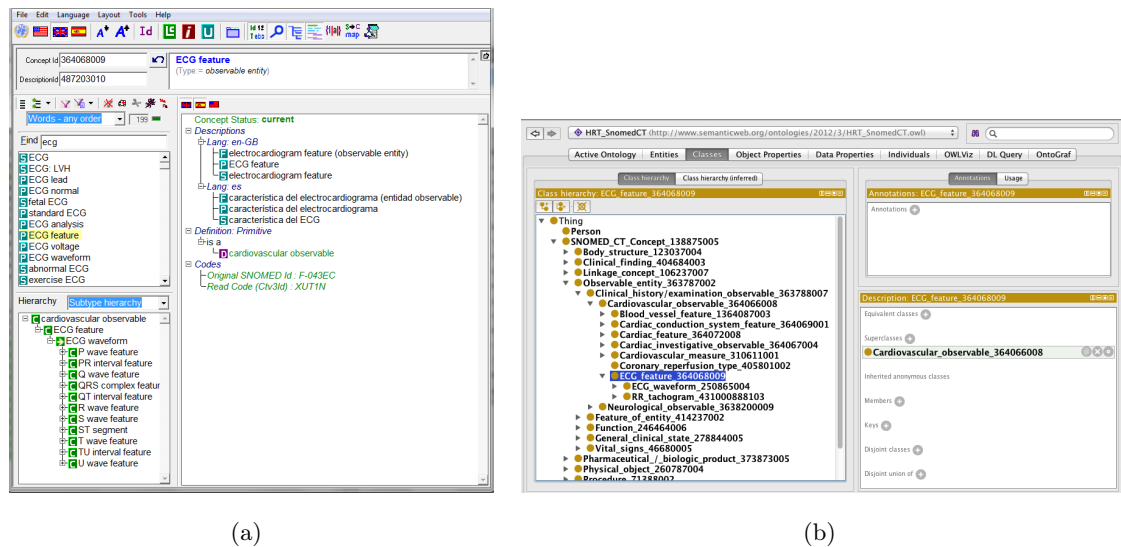 File Edit Language Layout Tools Help
A A Id
Id tz
Tabs
S→C
map
Concept Id 364068009
DescriptionId 487203010
ECG feature
(Type = observable entity)
Words - any order 199
Find ecg
S ECG
S ECG: LVH
P ECG lead
P ECG normal
S fetal ECG
P standard ECG
P ECG analysis
P ECG feature
P ECG voltage
P ECG waveform
S abnormal ECG
S exercise ECG
Hierarchy Subtype hierarchy
C cardiovascular observable
C ECG feature
ECG waveform
C P wave feature
C PR interval feature
C Q wave feature
C QRS complex featur
C QT interval feature
C R wave feature
C S wave feature
C ST segment
C T wave feature
C TU interval feature
C U wave feature
Concept Status: current
Descriptions
Lang: en-GB
F electrocardiogram feature (observable entity)
P ECG feature
S electrocardiogram feature
Lang: es
F característica del electrocardiograma (entidad observable)
P característica del electrocardiograma
S característica del ECG
Definition: Primitive
is a
D cardiovascular observable
Codes
Original SNOMED Id : F-043EC
Read Code (Ctv3Id) : XUT1N
(a)
HRT_SnomedCT (http://www.semanticweb.org/ontologies/2012/3/HRT_SnomedCT.owl)
Active Ontology Entities Classes Object Properties Data Properties Individuals OWLViz DL Query OntoGraf
Class hierarchy Class hierarchy (inferred)
Class hierarchy: ECG_feature_364068009
Thing
Person
SNOMED_CT_Concept_138875005
Body_structure_123037004
Clinical_finding_404684003
Linkage_concept_106237007
Observable_entity_363787002
Clinical_history/examination_observable_363788007
Cardiovascular_observable_364066008
Blood_vessel_feature_1364087003
Cardiac_conduction_system_feature_364069001
Cardiac_feature_364072008
Cardiac_investigative_observable_364067004
Cardiovascular_measure_310611001
Coronary_reperfusion_type_405801002
ECG_feature_364068009
ECG_waveform_250865004
RR_tachogram_431000888103
Neurological_observable_3638200009
Feature_of_entity_414237002
Function_246464006
General_clinical_state_278844005
Vital_signs_46680005
Pharmaceutical_/_biologic_product_373873005
Physical_object_260787004
Procedure_71388002
Annotations Usage
Annotations: ECG_feature_364068009
Annotations
Description: ECG_feature_364068009
Equivalent classes
Superclasses
Cardiovascular_observable_364066008
Inherited anonymous classes
Members
Keys
Disjoint classes
Disjoint union of
(b)